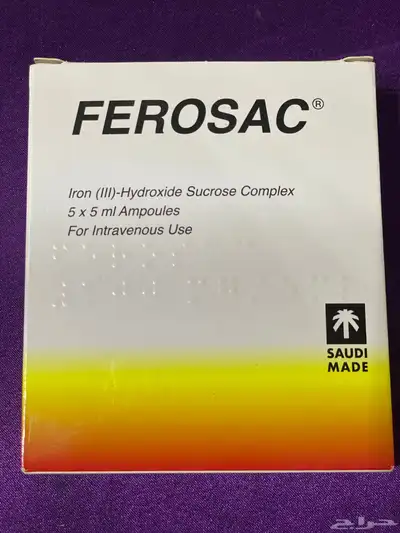 FEROSAC®
Iron (III)-Hydroxide Sucrose Complex
5 x 5 ml Ampoules
For Intravenous Use
SAUDI
MADE
حراج